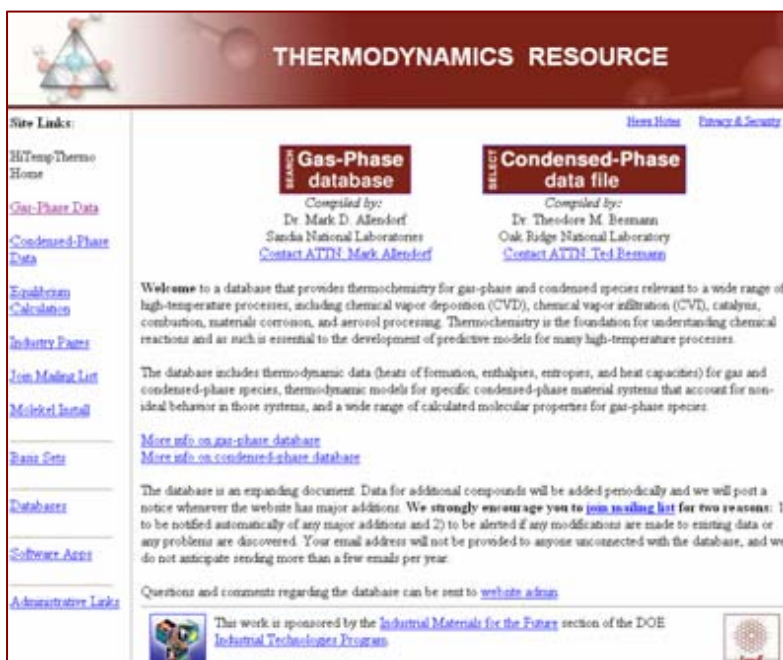 THERMODYNAMICS RESOURCE
Site Links:
HiTempThermo
Home
Gas-Phase Data
Condensed-Phase
Data
Equilibrium
Calculation
Industry Pages
Join Mailing List
Molekel Install
Basis Sets
Databases
Software Apps
Administrative Links
News Notes Privacy & Security
SEARCH
Gas-Phase
database
Compiled by:
Dr. Mark D. Allendorf
Sandia National Laboratories
Contact ATTN: Mark Allendorf
SELECT
Condensed-Phase
data file
Compiled by:
Dr. Theodore M. Besmann
Oak Ridge National Laboratory
Contact ATTN: Ted Besmann
Welcome to a database that provides thermochemistry for gas-phase and condensed species relevant to a wide range of
high-temperature processes, including chemical vapor deposition (CVD), chemical vapor infiltration (CVI), catalysis,
combustion, materials corrosion, and aerosol processing. Thermochemistry is the foundation for understanding chemical
reactions and as such is essential to the development of predictive models for many high-temperature processes.
The database includes thermodynamic data (heats of formation, enthalpies, entropies, and heat capacities) for gas and
condensed-phase species, thermodynamic models for specific condensed-phase material systems that account for non-
ideal behavior in those systems, and a wide range of calculated molecular properties for gas-phase species.
More info on gas-phase database
More info on condensed-phase database
The database is an expanding document. Data for additional compounds will be added periodically and we will post a
notice whenever the website has major additions. We strongly encourage you to join mailing list for two reasons: 1)
to be notified automatically of any major additions and 2) to be alerted if any modifications are made to existing data or
any problems are discovered. Your email address will not be provided to anyone unconnected with the database, and we
do not anticipate sending more than a few emails per year.
Questions and comments regarding the database can be sent to website admin.
This work is sponsored by the Industrial Materials for the Future section of the DOE
Industrial Technologies Program.